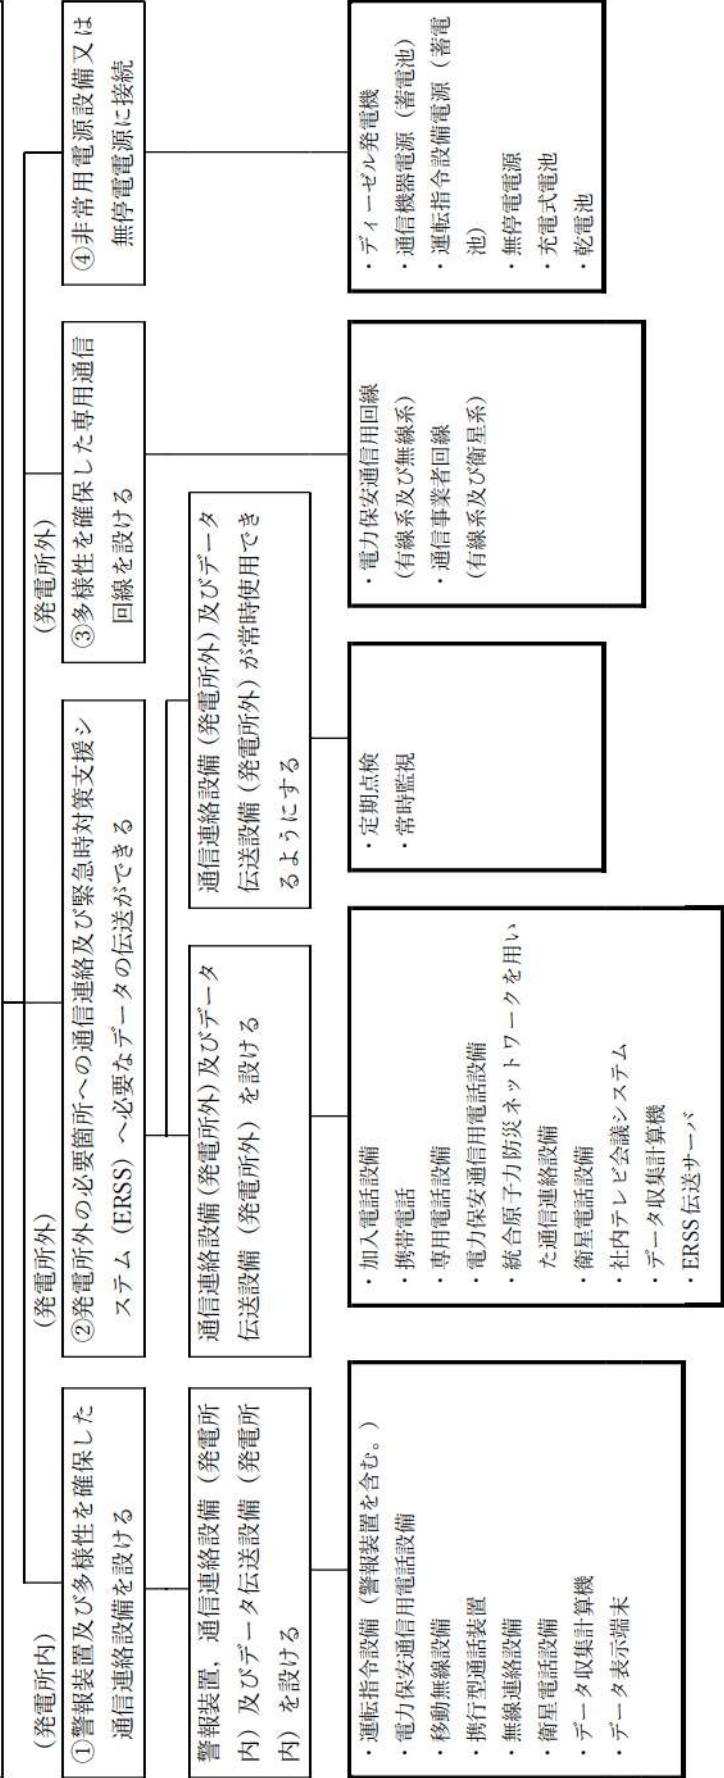 (発電所内)
①警報装置及び多様性を確保した
通信連絡設備を設ける
警報装置，通信連絡設備（発電所
内）及びデータ伝送設備（発電所
内）を設ける
・運転指令設備（警報装置を含む。）
・電力保安通信用電話設備
・移動無線設備
・携行型通話装置
・無線連絡設備
・衛星電話設備
・データ収集計算機
・データ表示端末
(発電所外)
②発電所外の必要箇所への通信連絡及び緊急時対策支援シ
ステム（ERSS）へ必要なデータの伝送ができる
通信連絡設備(発電所外)及びデータ
伝送設備（発電所外）を設ける
・加入電話設備
・携帯電話
・専用電話設備
・電力保安通信用電話設備
・統合原子力防災ネットワークを用い
た通信連絡設備
・衛星電話設備
・社内テレビ会議システム
・データ収集計算機
・ERSS 伝送サーバ
通信連絡設備(発電所外)及びデータ
伝送設備（発電所外）が常時使用でき
るようにする
・定期点検
・常時監視
(発電所外)
③多様性を確保した専用通信
回線を設ける
・電力保安通信用回線
(有線系及び無線系)
・通信事業者回線
(有線系及び衛星系)
④非常用電源設備又は
無停電電源に接続
・ディーゼル発電機
・通信機器電源（蓄電池）
・運転指令設備電源（蓄電
池）
・無停電電源
・充電式電池
・乾電池